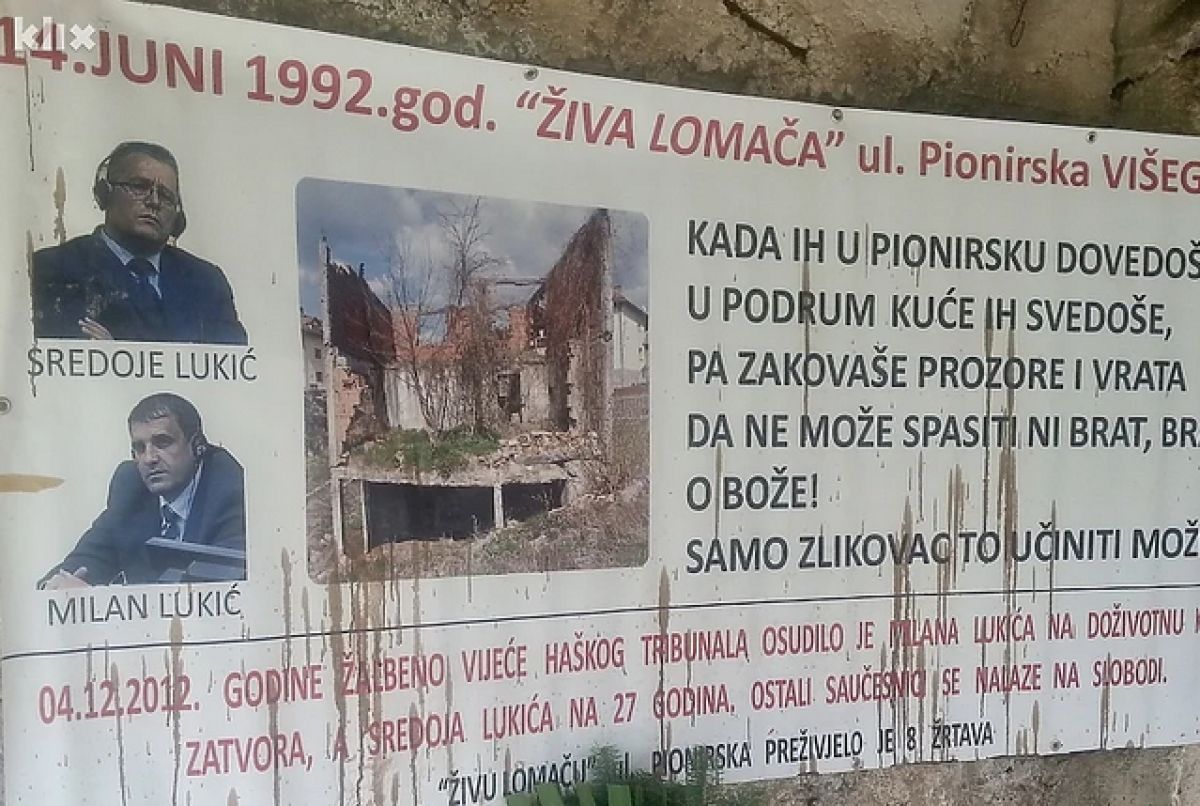 klix
14.JUNI 1992.god. "ŽIVA LOMAČA" ul. Pionirska VIŠEG
KADA IH U PIONIRSKU DOVEDOŠ
U PODRUM KUĆE IH SVEDOŠE,
PA ZAKOVAŠE PROZORE I VRATA
DA NE MOŽE SPASITI NI BRAT, BR
O BOŽE!
SAMO ZLIKOVAC TO UČINITI MOŽ
SREDOJE LUKIĆ
MILAN LUKIĆ
04.12.2012. GODINE ŽALBENO VIJEĆE HAŠKOG TRIBUNALA OSUDILO JE MILANA LUKIĆA NA DOŽIVOTNU K
ZATVORA, A SREDOJA LUKIĆA NA 27 GODINA. OSTALI SAUČESNICI SE NALAZE NA SLOBODI.
"ŽIVU LOMAČU" ul. PIONIRSKA PREŽIVJELO JE 8 ŽRTAVA